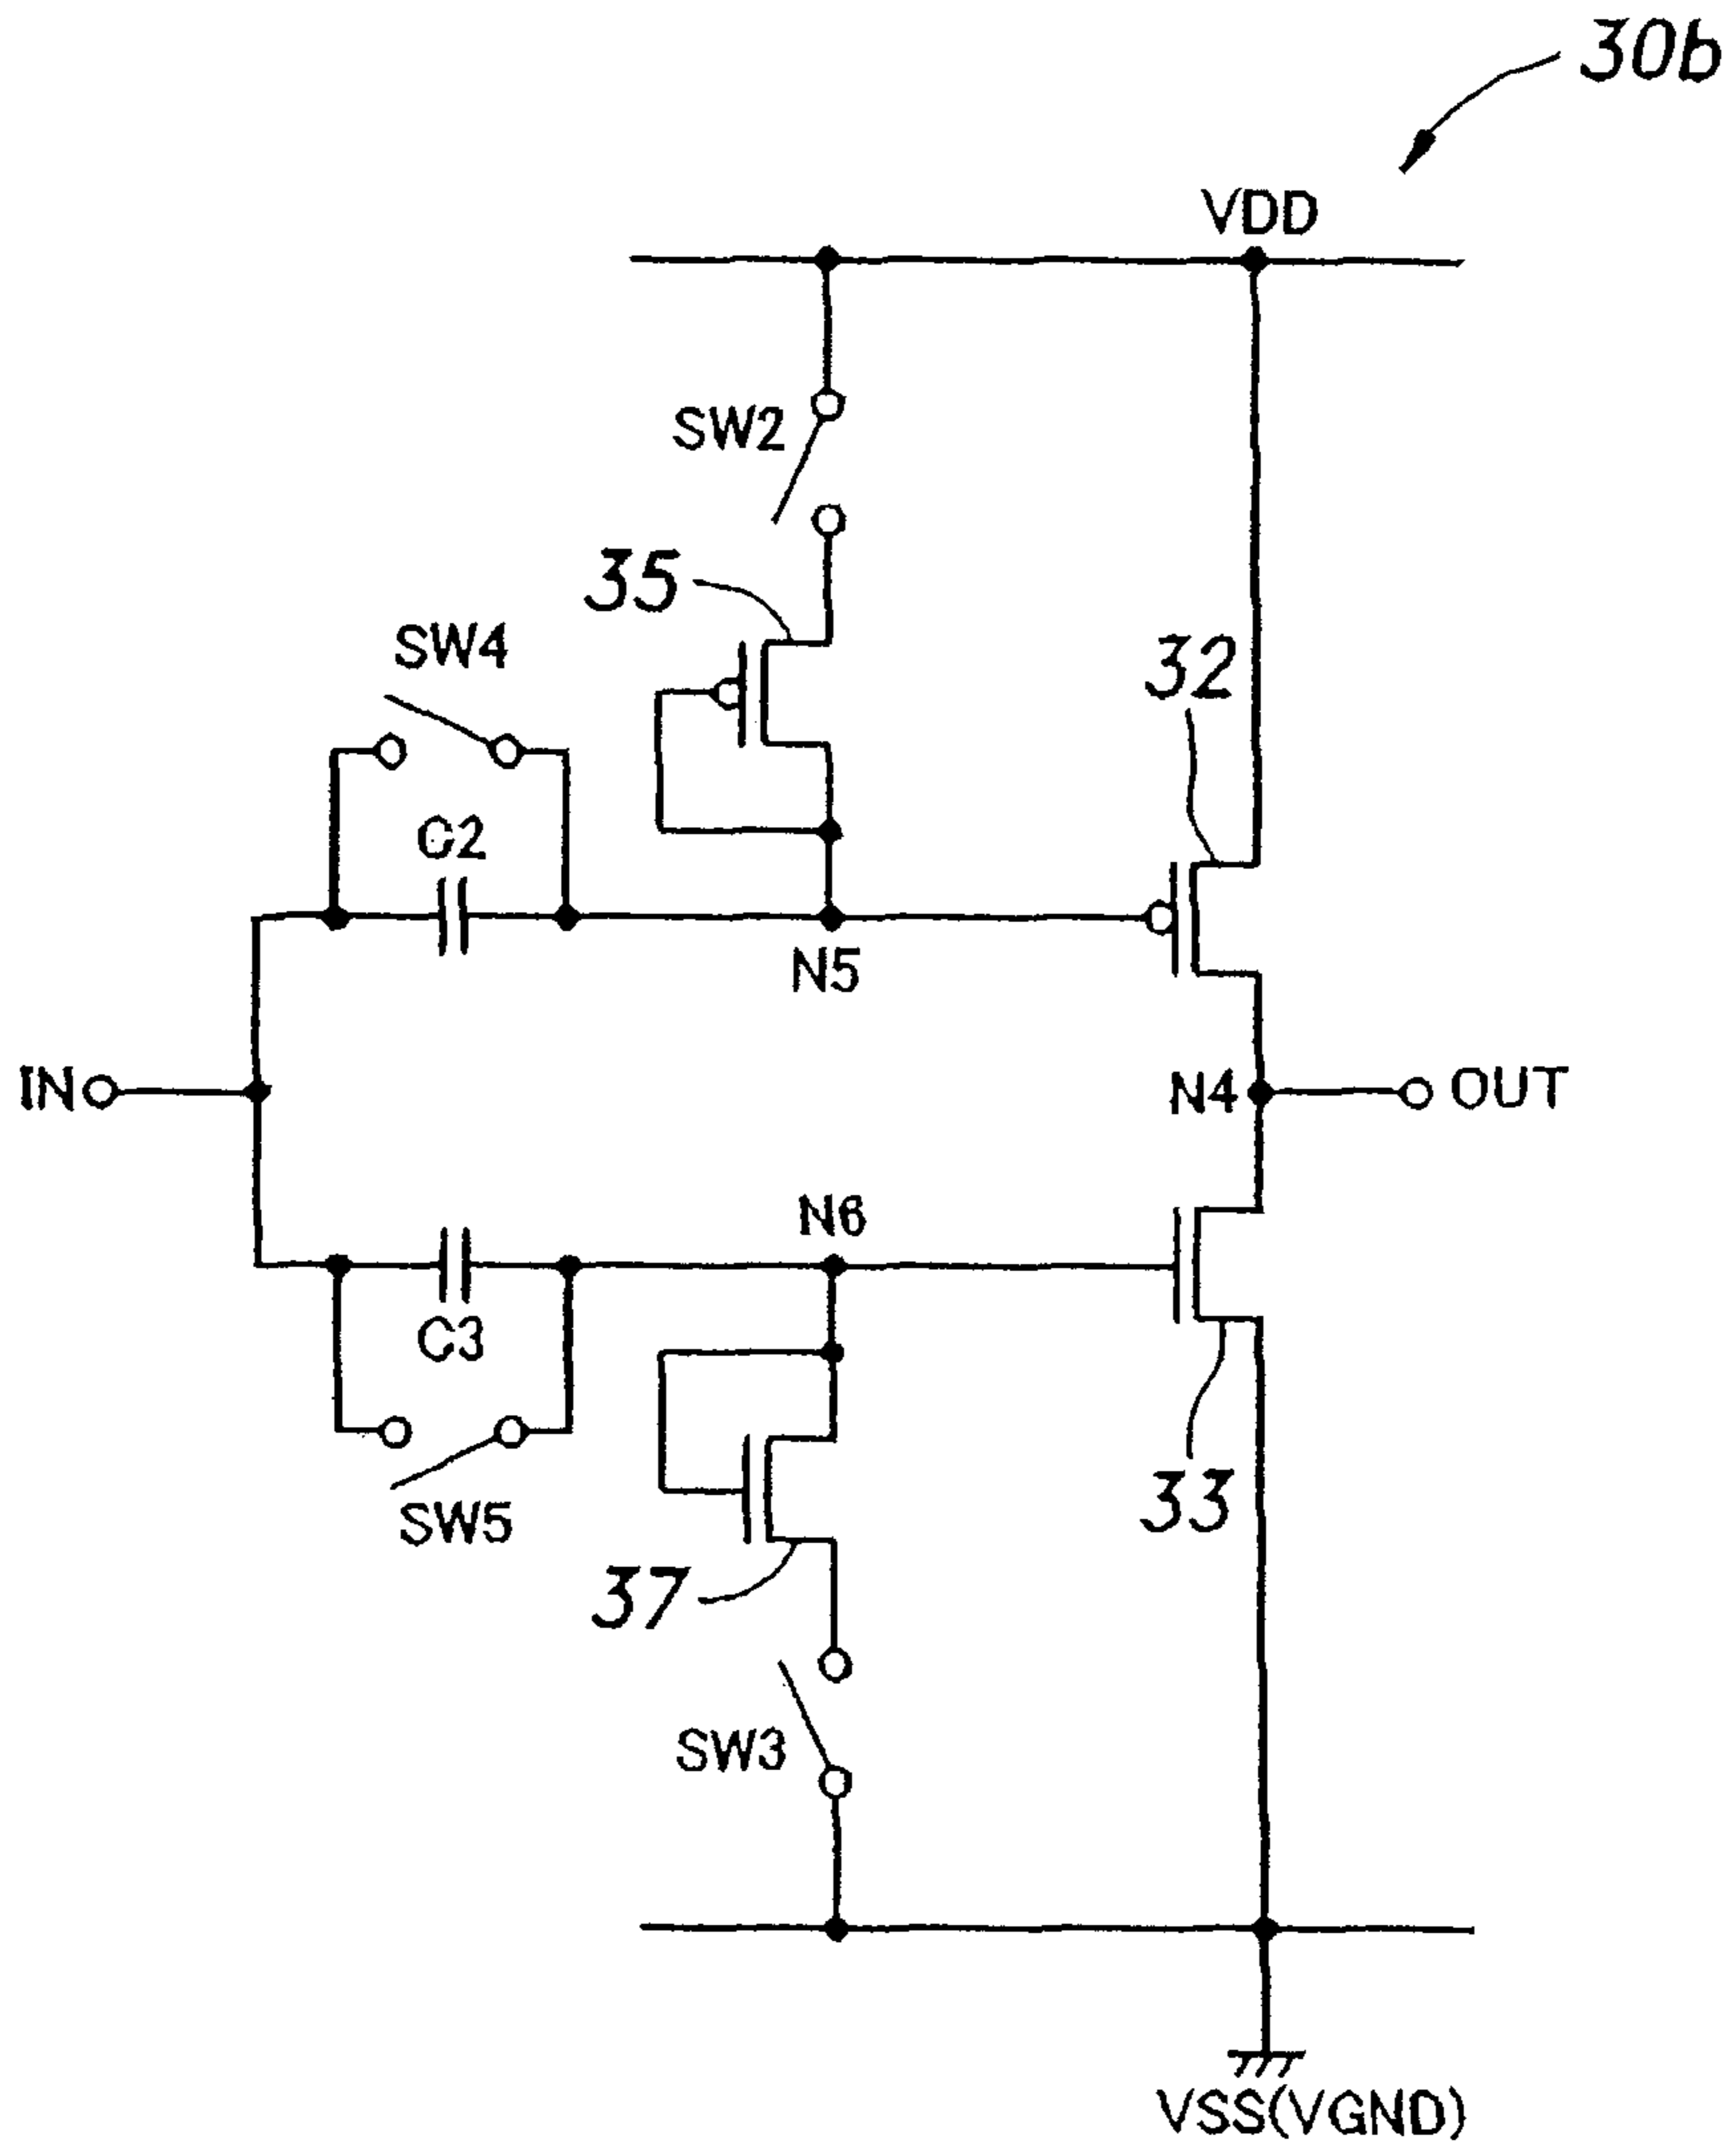 30b
VDD
SW2
35
SW4
32
C2
N5
IN
N4
OUT
N6
C3
SW5
33
37
SW3
VSS(VGND)